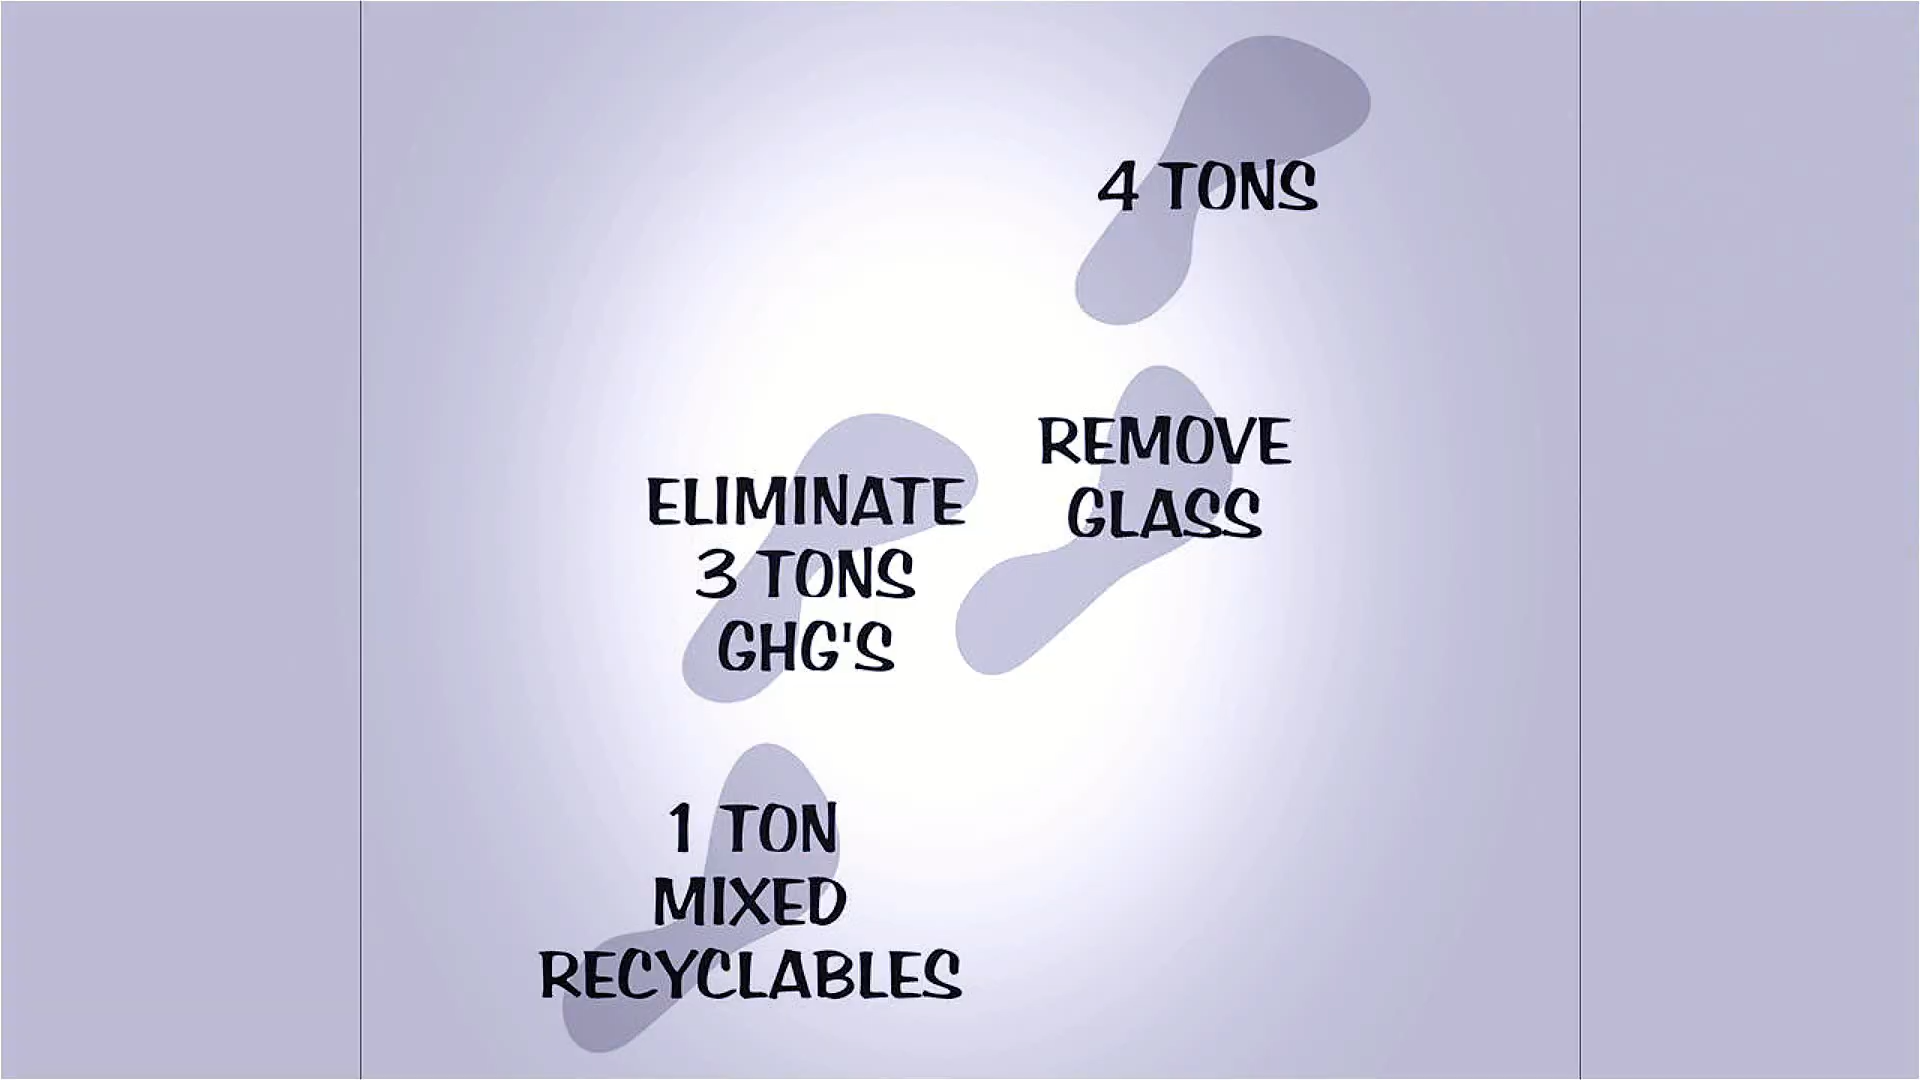 4 TONS
REMOVE
GLASS
ELIMINATE
3 TONS
GHG'S
1 TON
MIXED
RECYCLABLES